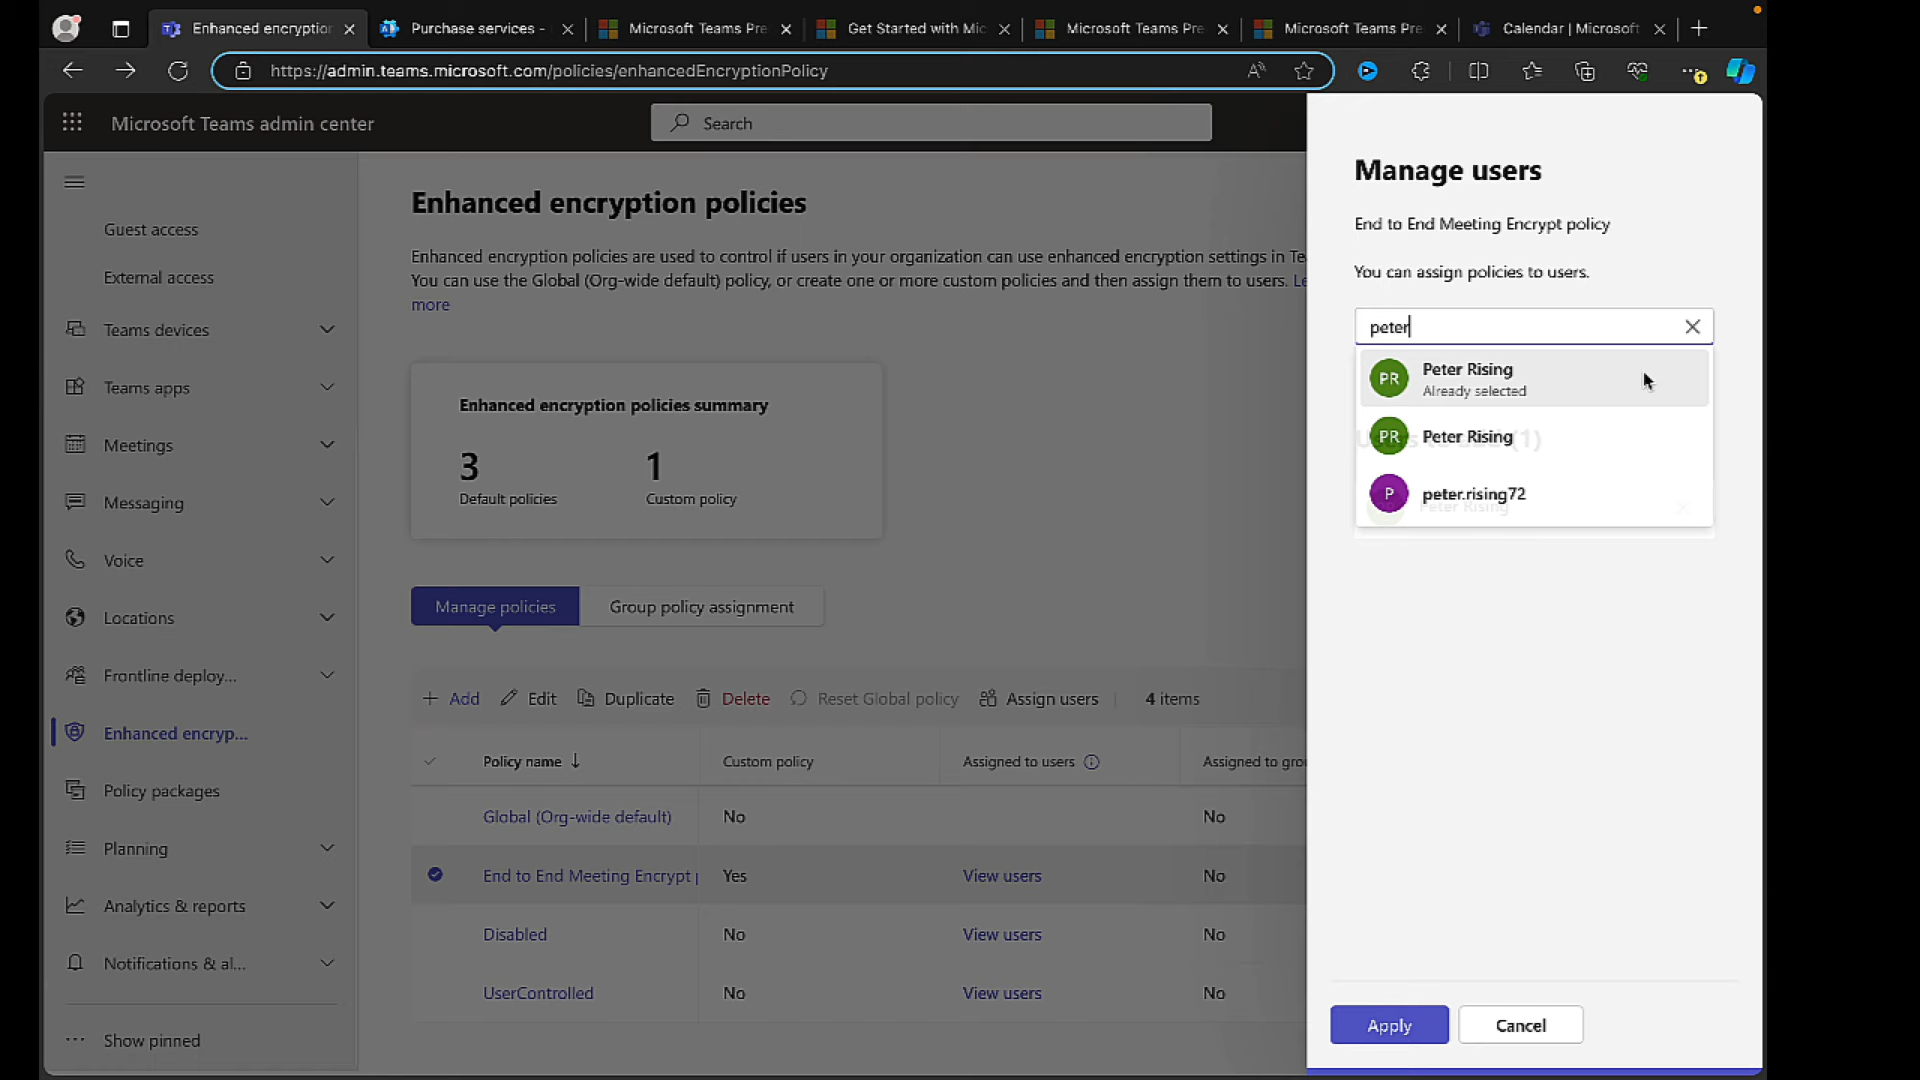 Enhanced encryption
Purchase services -
Microsoft Teams Pre
Get Started with Mic
Microsoft Teams Pre
Microsoft Teams Pre
Calendar | Microsoft
https://admin.teams.microsoft.com/policies/enhancedEncryptionPolicy
Microsoft Teams admin center
Search
Guest access
External access
Teams devices
Teams apps
Meetings
Messaging
Voice
Locations
Frontline deploy...
Enhanced encryp...
Policy packages
Planning
Analytics & reports
Notifications & al...
Show pinned
Enhanced encryption policies
Enhanced encryption policies are used to control if users in your organization can use enhanced encryption settings in Te
You can use the Global (Org-wide default) policy, or create one or more custom policies and then assign them to users. Le
more
Enhanced encryption policies summary
3 1
Default policies Custom policy
Manage policies Group policy assignment
Add Edit Duplicate Delete Reset Global policy Assign users 4 items
Policy name Custom policy Assigned to users Assigned to grou
Global (Org-wide default) No No
End to End Meeting Encrypt p Yes View users No
Disabled No View users No
UserControlled No View users No
Manage users
End to End Meeting Encrypt policy
You can assign policies to users.
peter
PR Peter Rising
Already selected
PR Peter Rising
(1)
P peter.rising72
Peter Rising
Apply Cancel